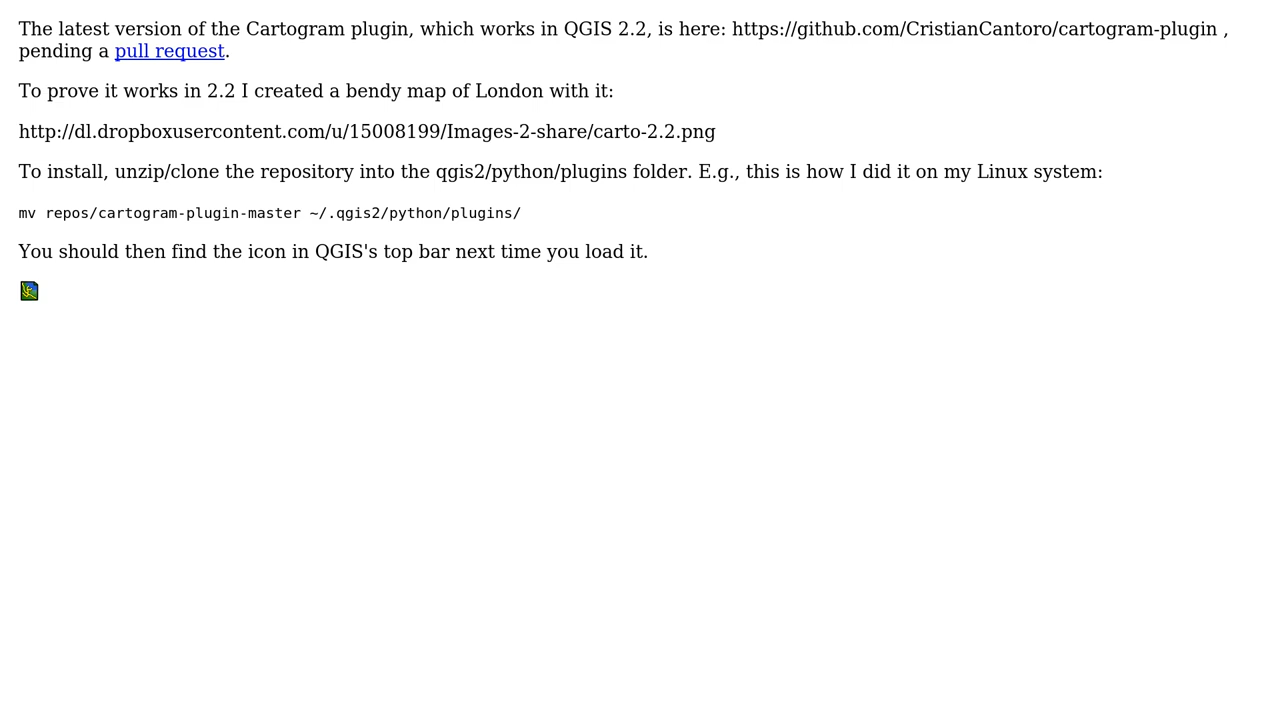 The latest version of the Cartogram plugin, which works in QGIS 2.2, is here: https://github.com/CristianCantoro/cartogram-plugin ,
pending a pull request.
To prove it works in 2.2 I created a bendy map of London with it:
http://dl.dropboxusercontent.com/u/15008199/Images-2-share/carto-2.2.png
To install, unzip/clone the repository into the qgis2/python/plugins folder. E.g., this is how I did it on my Linux system:
mv repos/cartogram-plugin-master ~/.qgis2/python/plugins/
You should then find the icon in QGIS's top bar next time you load it.